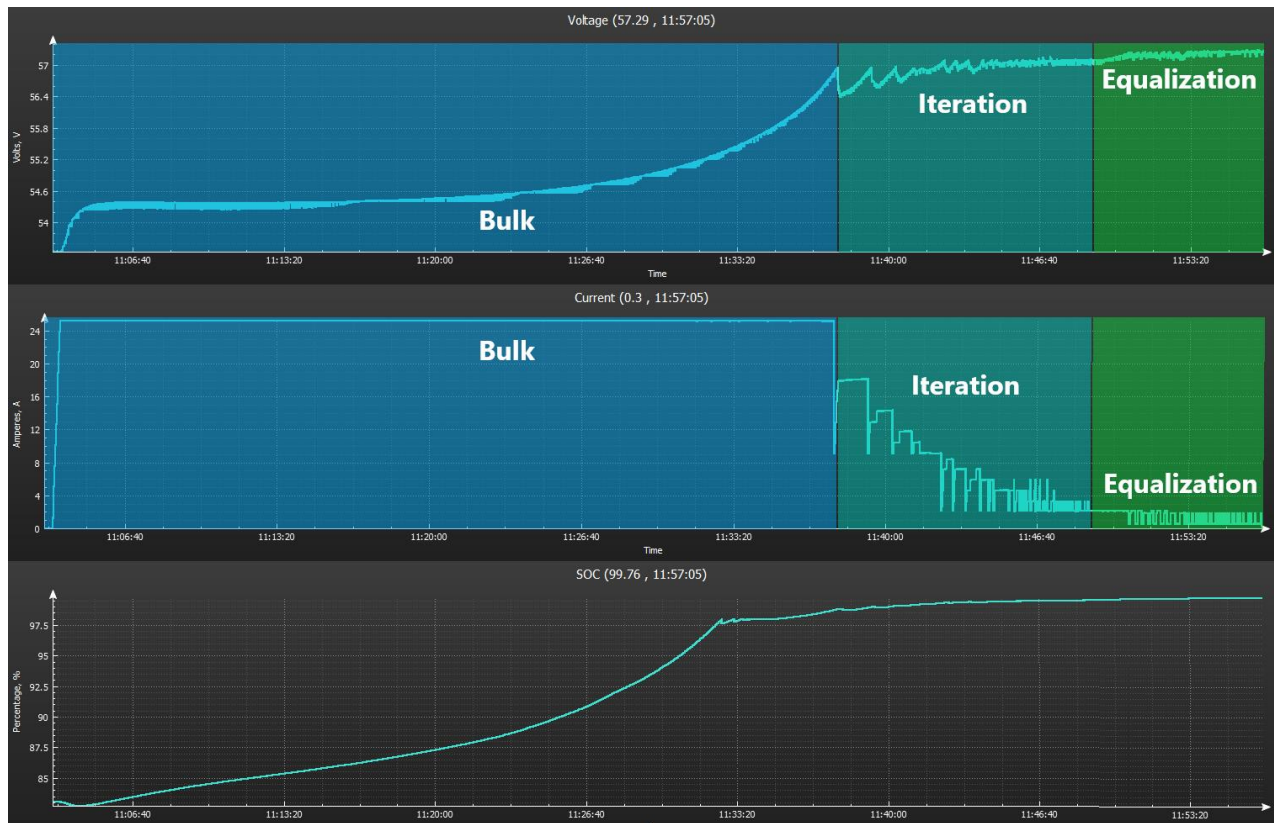 Voltage (57.29 , 11:57:05)
57
56.4
55.8
55.2
54.6
54
Volts, V
Bulk
Iteration
Equalization
11:06:40 11:13:20 11:20:00 11:26:40 11:33:20 11:40:00 11:46:40 11:53:20
Time
Current (0.3 , 11:57:05)
24
20
16
12
8
4
0
Amperes, A
Bulk
Iteration
Equalization
11:06:40 11:13:20 11:20:00 11:26:40 11:33:20 11:40:00 11:46:40 11:53:20
Time
SOC (99.76 , 11:57:05)
97.5
95
92.5
90
87.5
85
Percentage, %
11:06:40 11:13:20 11:20:00 11:26:40 11:33:20 11:40:00 11:46:40 11:53:20